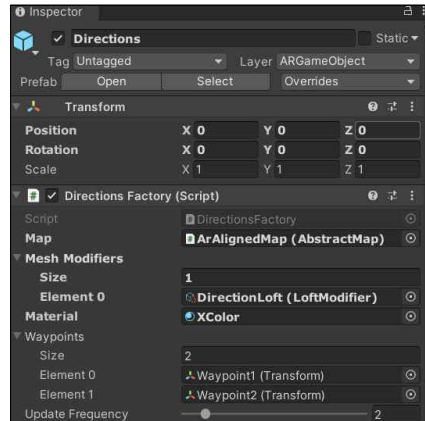 Inspector
Directions Static
Tag Untagged Layer ARGameObject
Prefab Open Select Overrides
Transform
Position X 0 Y 0 Z 0
Rotation X 0 Y 0 Z 0
Scale X 1 Y 1 Z 1
Directions Factory (Script)
Script DirectionsFactory
Map ArAlignedMap (AbstractMap)
Mesh Modifiers
Size 1
Element 0 DirectionLoft (LoftModifier)
Material XColor
Waypoints
Size 2
Element 0 Waypoint1 (Transform)
Element 1 Waypoint2 (Transform)
Update Frequency 2